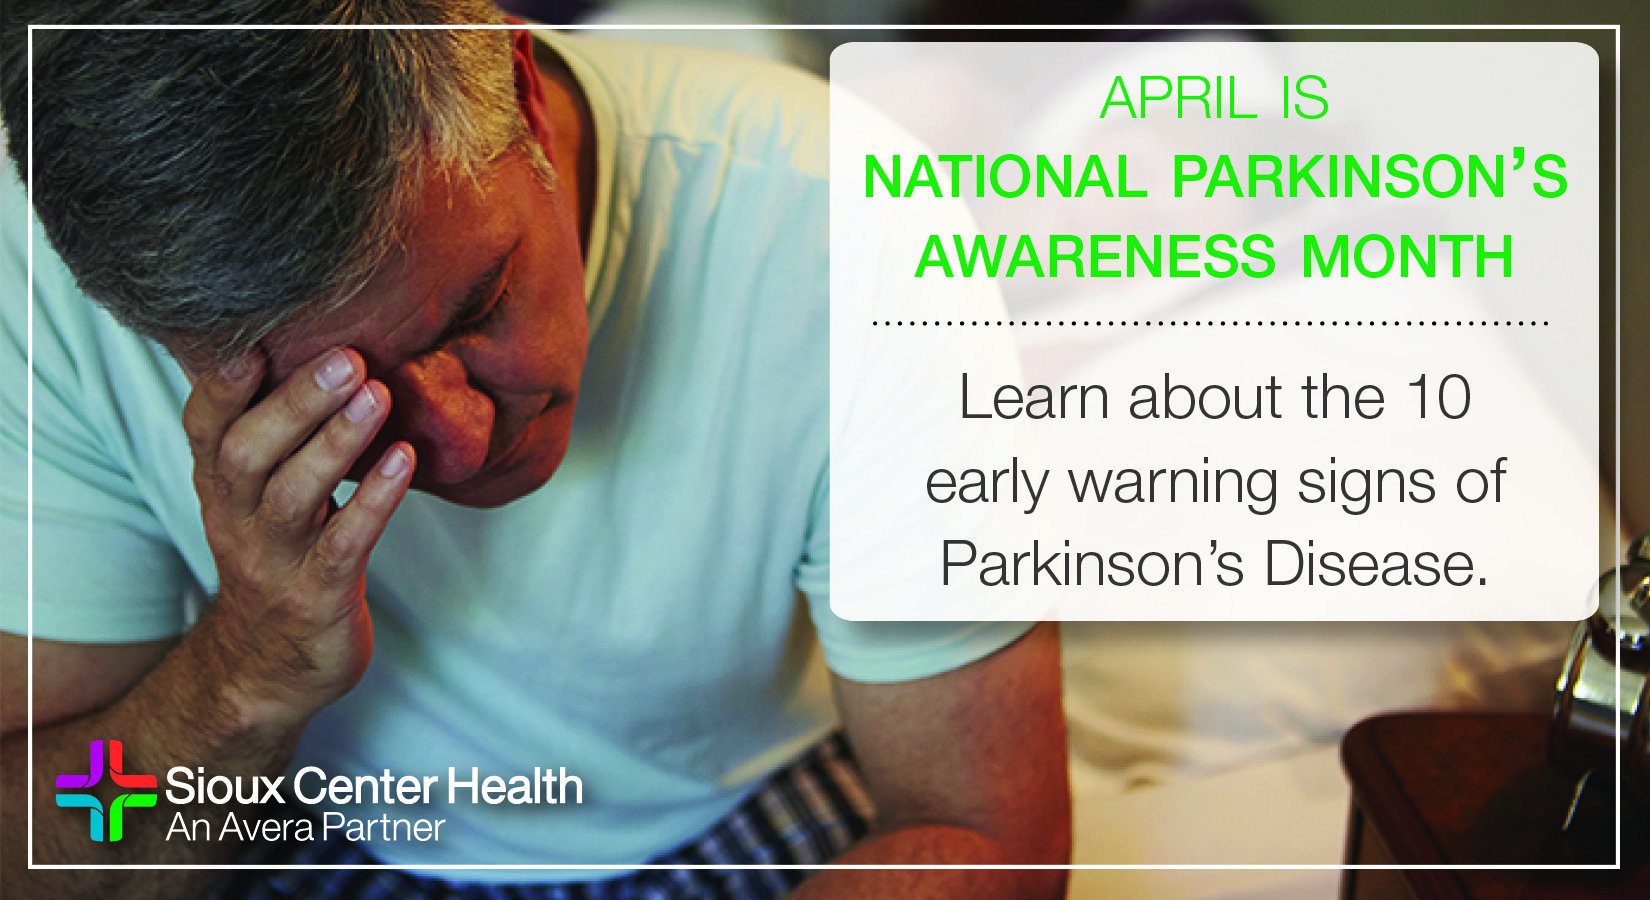 APRIL IS
NATIONAL PARKINSON’S
AWARENESS MONTH
Learn about the 10
early warning signs of
Parkinson’s Disease.
Sioux Center Health
An Avera Partner